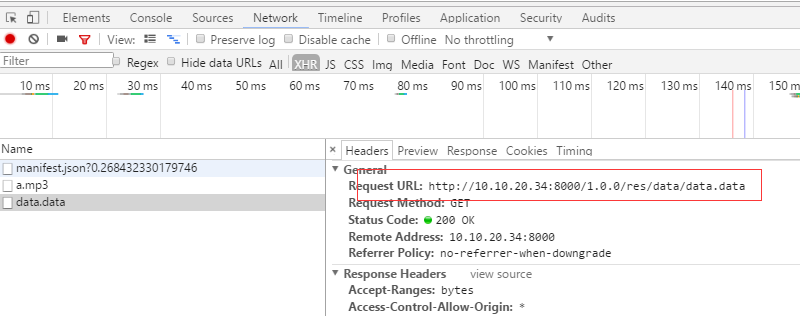 Elements Console Sources Network Timeline Profiles Application Security Audits
View: Preserve log Disable cache Offline No throttling
Filter Regex Hide data URLs All XHR JS CSS Img Media Font Doc WS Manifest Other
10 ms 20 ms 30 ms 40 ms 50 ms 60 ms 70 ms 80 ms 90 ms 100 ms 110 ms 120 ms 130 ms 140 ms 150 m
Name
manifest.json?0.268432330179746
a.mp3
data.data
× Headers Preview Response Cookies Timing
General
Request URL: http://10.10.20.34:8000/1.0.0/res/data/data.data
Request Method: GET
Status Code: 200 OK
Remote Address: 10.10.20.34:8000
Referrer Policy: no-referrer-when-downgrade
Response Headers view source
Accept-Ranges: bytes
Access-Control-Allow-Origin: *